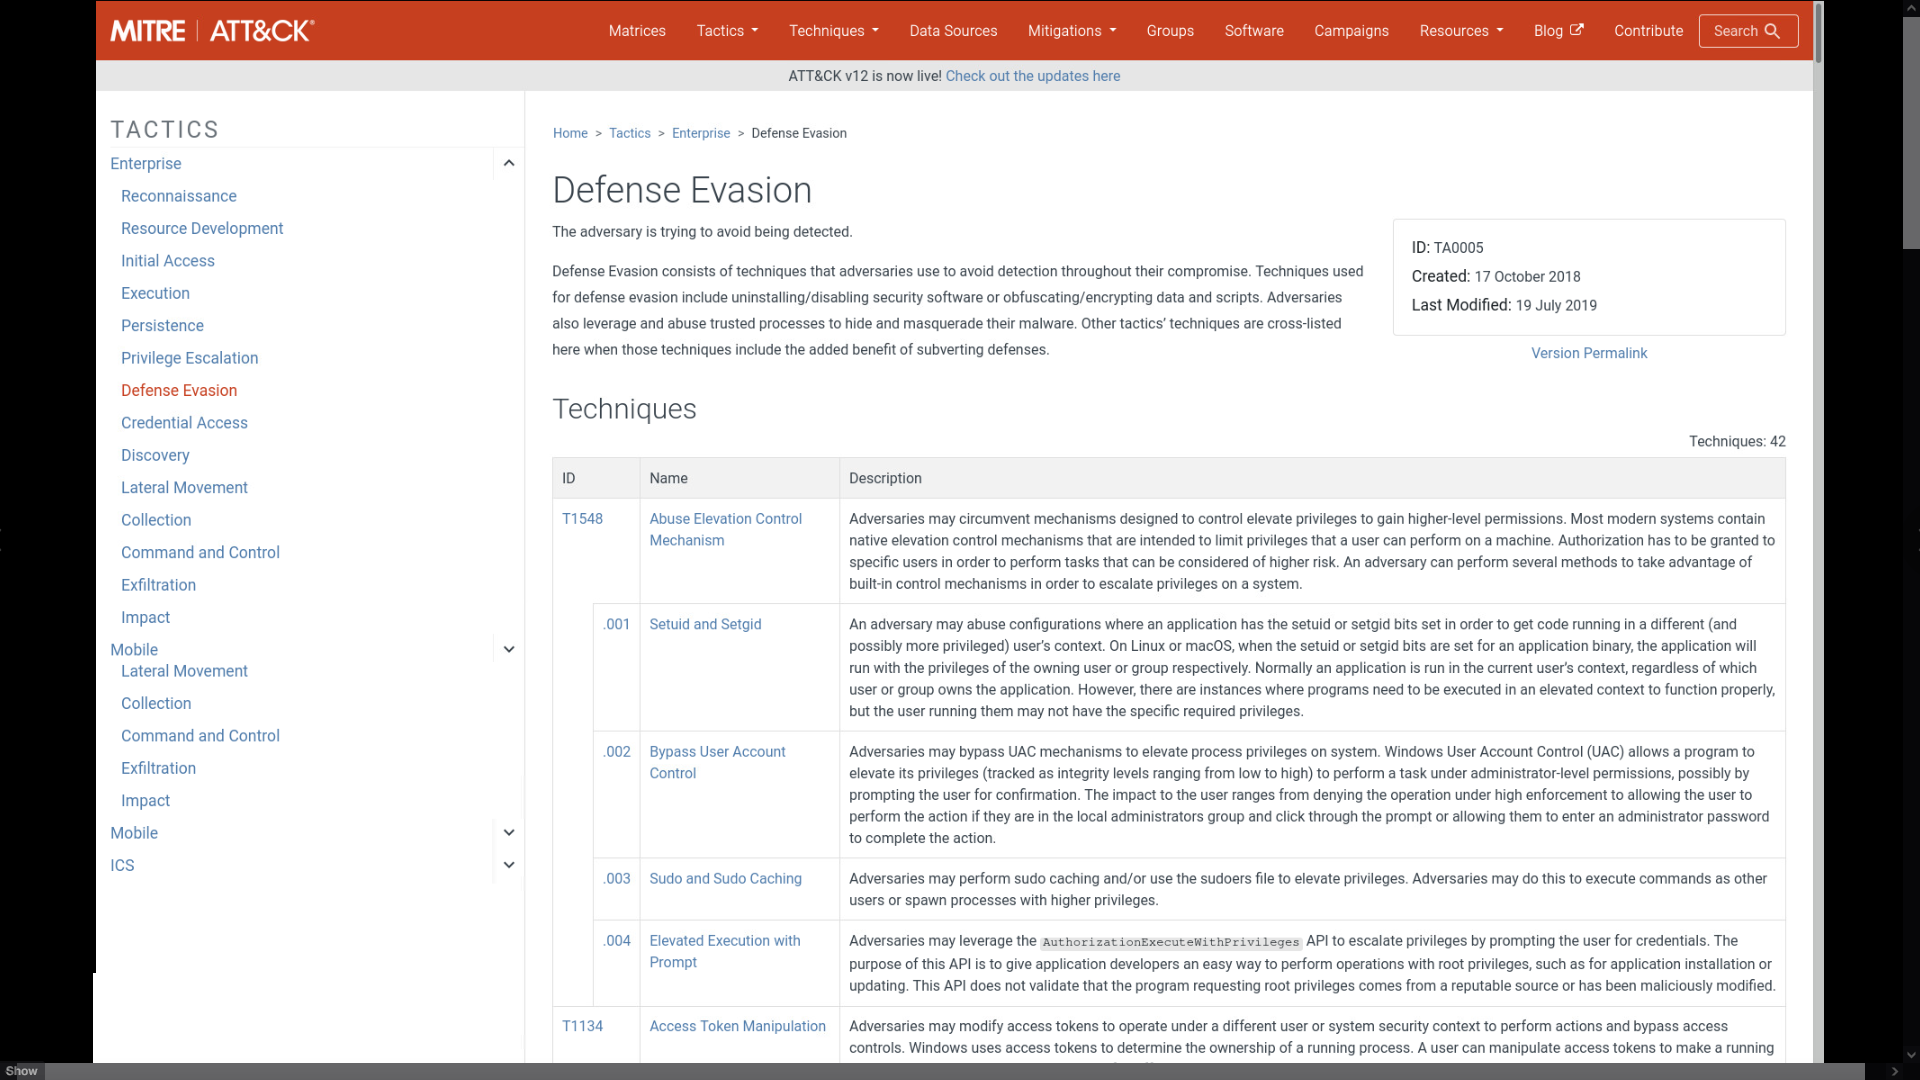 MITRE | ATT&CK®
Matrices
Tactics
Techniques
Data Sources
Mitigations
Groups
Software
Campaigns
Resources
Blog
Contribute
Search
ATT&CK v12 is now live! Check out the updates here
TACTICS
Enterprise
Reconnaissance
Resource Development
Initial Access
Execution
Persistence
Privilege Escalation
Defense Evasion
Credential Access
Discovery
Lateral Movement
Collection
Command and Control
Exfiltration
Impact
Mobile
Lateral Movement
Collection
Command and Control
Exfiltration
Impact
Mobile
ICS
Home > Tactics > Enterprise > Defense Evasion
Defense Evasion
The adversary is trying to avoid being detected.
Defense Evasion consists of techniques that adversaries use to avoid detection throughout their compromise. Techniques used
for defense evasion include uninstalling/disabling security software or obfuscating/encrypting data and scripts. Adversaries
also leverage and abuse trusted processes to hide and masquerade their malware. Other tactics’ techniques are cross-listed
here when those techniques include the added benefit of subverting defenses.
ID: TA0005
Created: 17 October 2018
Last Modified: 19 July 2019
Version Permalink
Techniques
Techniques: 42
ID
Name
Description
T1548
Abuse Elevation Control
Mechanism
Adversaries may circumvent mechanisms designed to control elevate privileges to gain higher-level permissions. Most modern systems contain
native elevation control mechanisms that are intended to limit privileges that a user can perform on a machine. Authorization has to be granted to
specific users in order to perform tasks that can be considered of higher risk. An adversary can perform several methods to take advantage of
built-in control mechanisms in order to escalate privileges on a system.
.001
Setuid and Setgid
An adversary may abuse configurations where an application has the setuid or setgid bits set in order to get code running in a different (and
possibly more privileged) user’s context. On Linux or macOS, when the setuid or setgid bits are set for an application binary, the application will
run with the privileges of the owning user or group respectively. Normally an application is run in the current user’s context, regardless of which
user or group owns the application. However, there are instances where programs need to be executed in an elevated context to function properly,
but the user running them may not have the specific required privileges.
.002
Bypass User Account
Control
Adversaries may bypass UAC mechanisms to elevate process privileges on system. Windows User Account Control (UAC) allows a program to
elevate its privileges (tracked as integrity levels ranging from low to high) to perform a task under administrator-level permissions, possibly by
prompting the user for confirmation. The impact to the user ranges from denying the operation under high enforcement to allowing the user to
perform the action if they are in the local administrators group and click through the prompt or allowing them to enter an administrator password
to complete the action.
.003
Sudo and Sudo Caching
Adversaries may perform sudo caching and/or use the sudoers file to elevate privileges. Adversaries may do this to execute commands as other
users or spawn processes with higher privileges.
.004
Elevated Execution with
Prompt
Adversaries may leverage the AuthorizationExecuteWithPrivileges API to escalate privileges by prompting the user for credentials. The
purpose of this API is to give application developers an easy way to perform operations with root privileges, such as for application installation or
updating. This API does not validate that the program requesting root privileges comes from a reputable source or has been maliciously modified.
T1134
Access Token Manipulation
Adversaries may modify access tokens to operate under a different user or system security context to perform actions and bypass access
controls. Windows uses access tokens to determine the ownership of a running process. A user can manipulate access tokens to make a running
Show